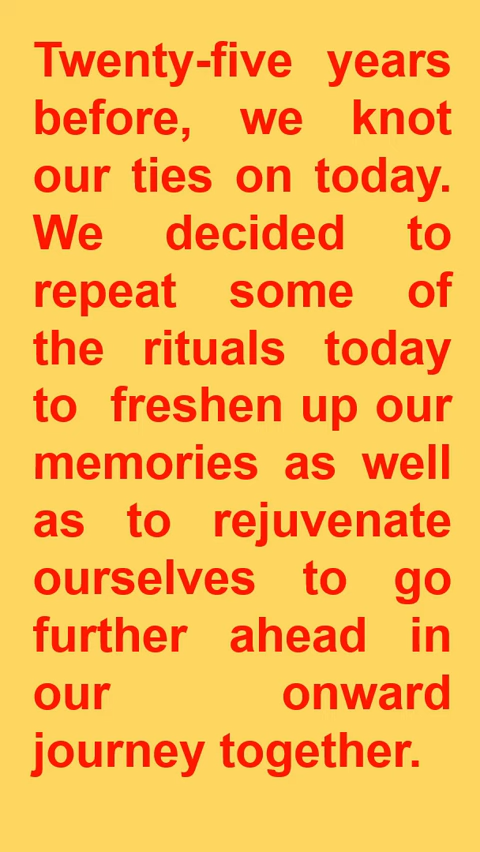 Twenty-five years
before, we knot
our ties on today.
We decided to
repeat some of
the rituals today
to freshen up our
memories as well
as to rejuvenate
ourselves to go
further ahead in
our onward
journey together.